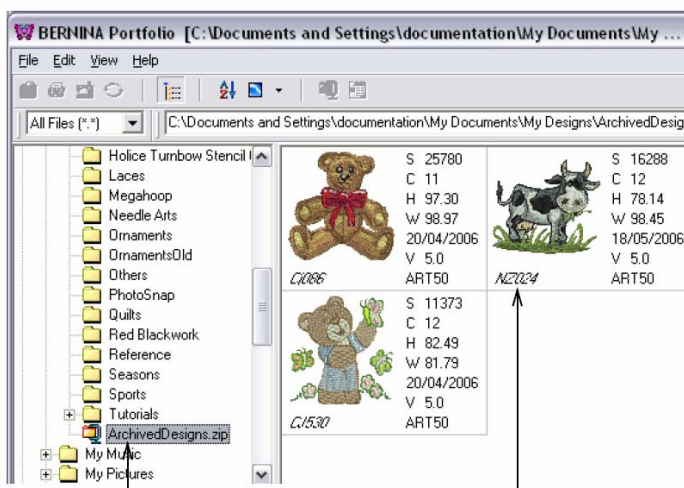 BERNINA Portfolio [C:\Documents and Settings\documentation\My Documents\My ...
File Edit View Help
All Files (*.*) C:\Documents and Settings\documentation\My Documents\My Designs\ArchivedDesig
Holice Turnbow Stencil
Laces
Megahoop
Needle Arts
Ornaments
OrnamentsOld
Others
PhotoSnap
Quilts
Red Blackwork
Reference
Seasons
Sports
Tutorials
ArchivedDesigns.zip
My Music
My Pictures
S 25780
C 11
H 97.30
W 98.97
20/04/2006
V 5.0
CJ086 ART50
S 16288
C 12
H 78.14
W 98.45
18/05/2006
V 5.0
NZ024 ART50
S 11373
C 12
H 82.49
W 81.79
20/04/2006
V 5.0
CJ530 ART50